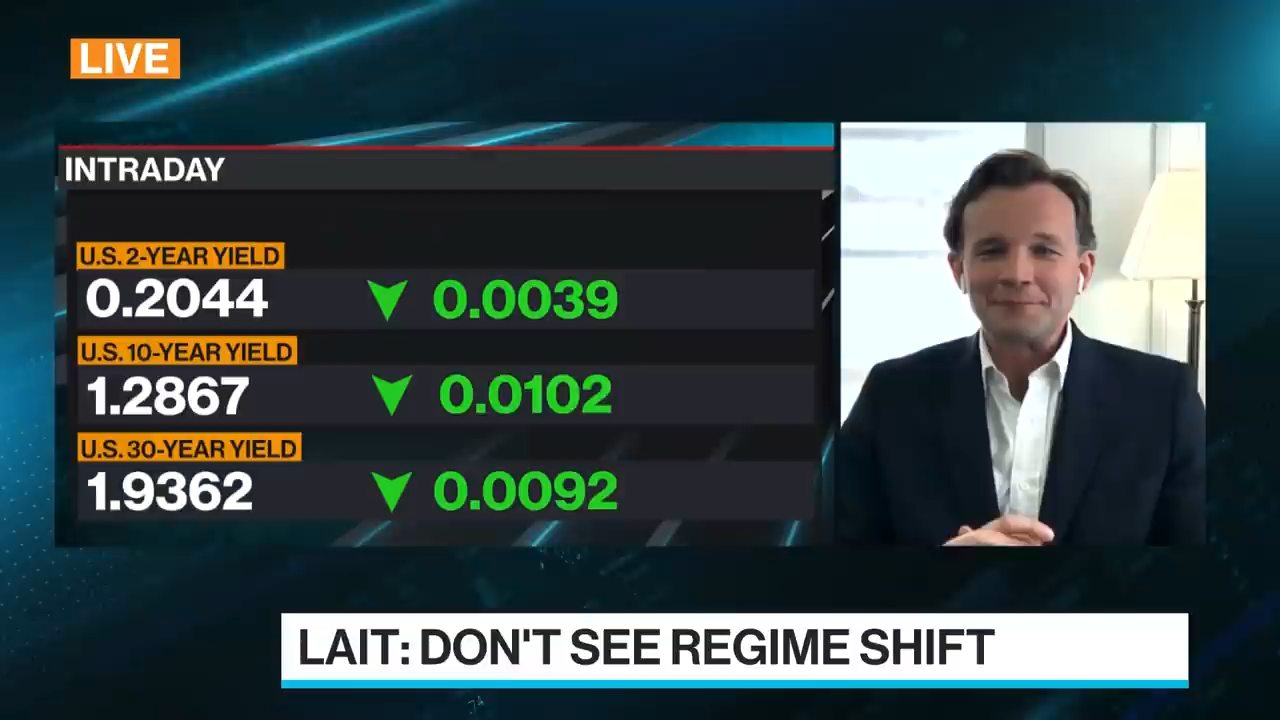 LIVE
INTRADAY
U.S. 2-YEAR YIELD
0.2044 0.0039
U.S. 10-YEAR YIELD
1.2867 0.0102
U.S. 30-YEAR YIELD
1.9362 0.0092
LAIT: DON'T SEE REGIME SHIFT